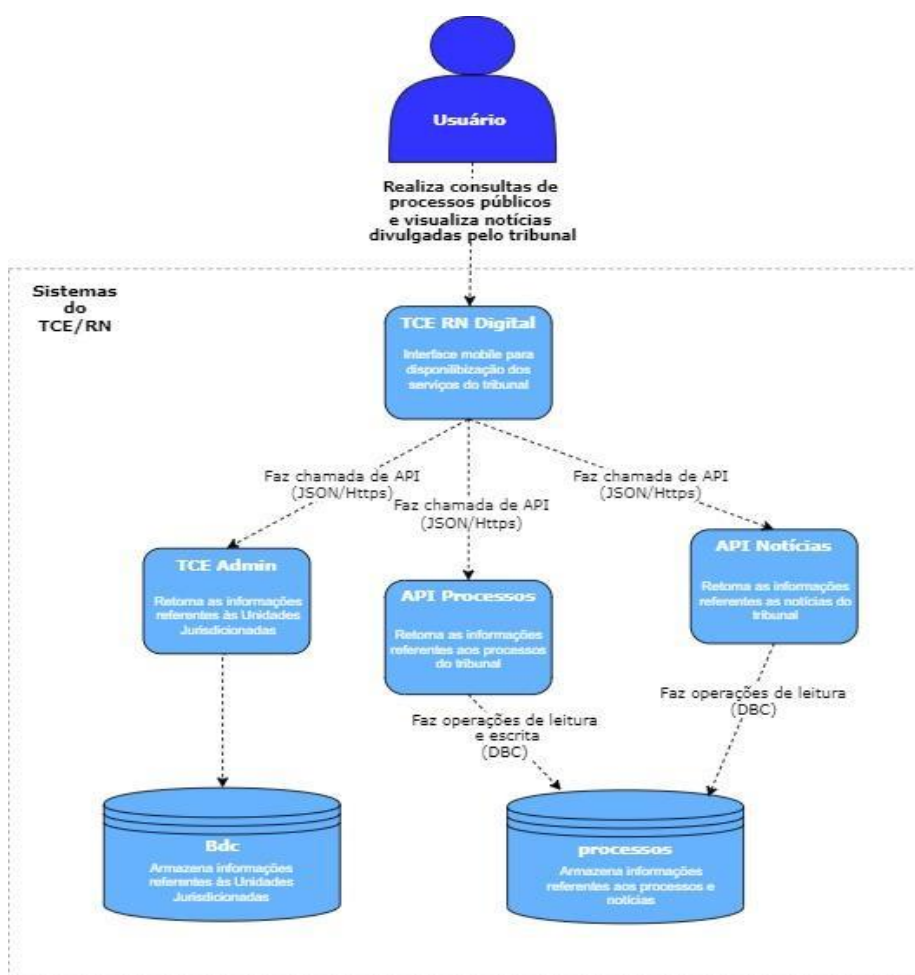 Usuário
Realiza consultas de
processos públicos
e visualiza notícias
divulgadas pelo tribunal
Sistemas
do
TCE/RN
TCE RN Digital
Interface mobile para
disponilibização dos
serviços do tribunal
Faz chamada de API
(JSON/Https)
Faz chamada de API
(JSON/Https)
Faz chamada de API
(JSON/Https)
TCE Admin
Retorna as informações
referentes às Unidades
Jurisdicionadas
API Processos
Retorna as informações
referentes aos processos
do tribunal
API Notícias
Retorna as informações
referentes as notícias do
tribunal
Faz operações de leitura
e escrita
(DBC)
Faz operações de leitura
(DBC)
Bdc
Armazena informações
referentes às Unidades
Jurisdicionadas
processos
Armazena informações
referentes aos processos e
notícias